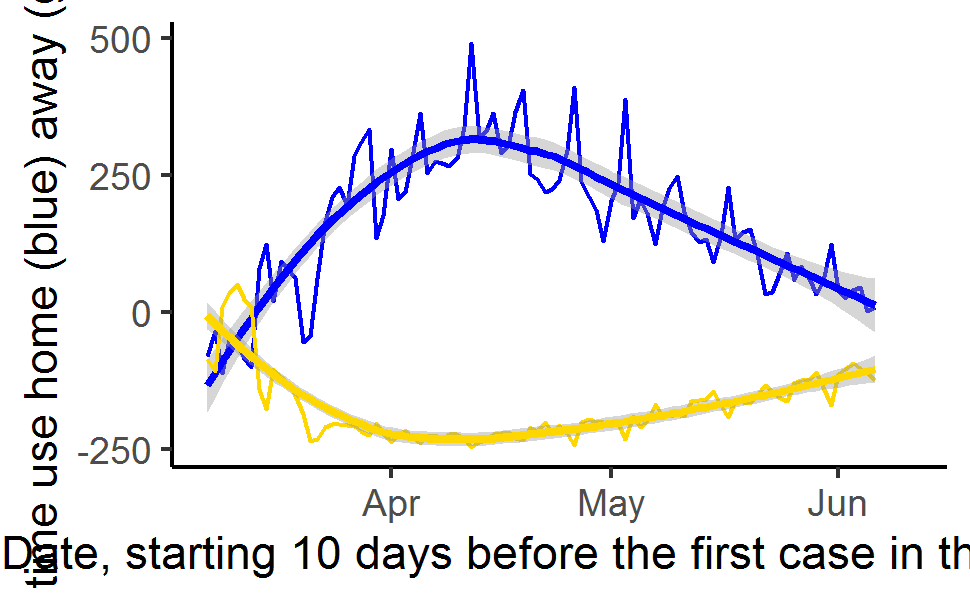 time use home (blue) away (
500
250
0
-250
Apr May Jun
Date, starting 10 days before the first case in th